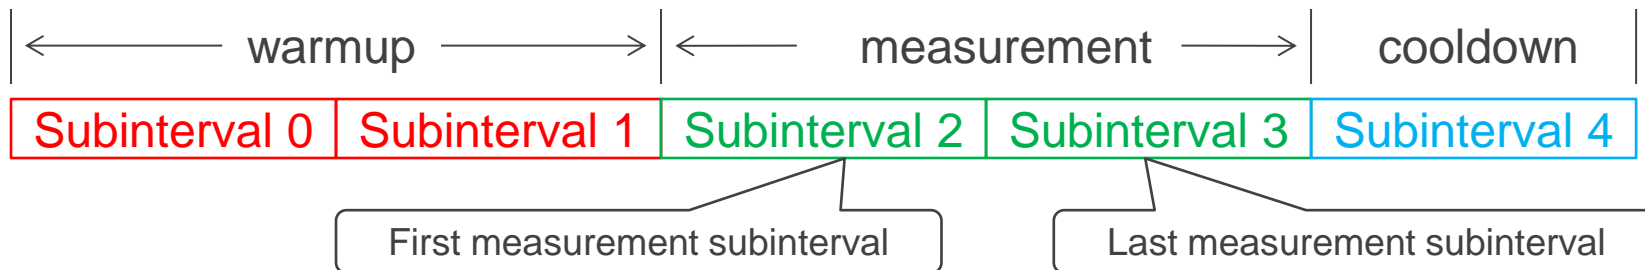 warmup measurement cooldown
Subinterval 0 Subinterval 1 Subinterval 2 Subinterval 3 Subinterval 4
First measurement subinterval Last measurement subinterval